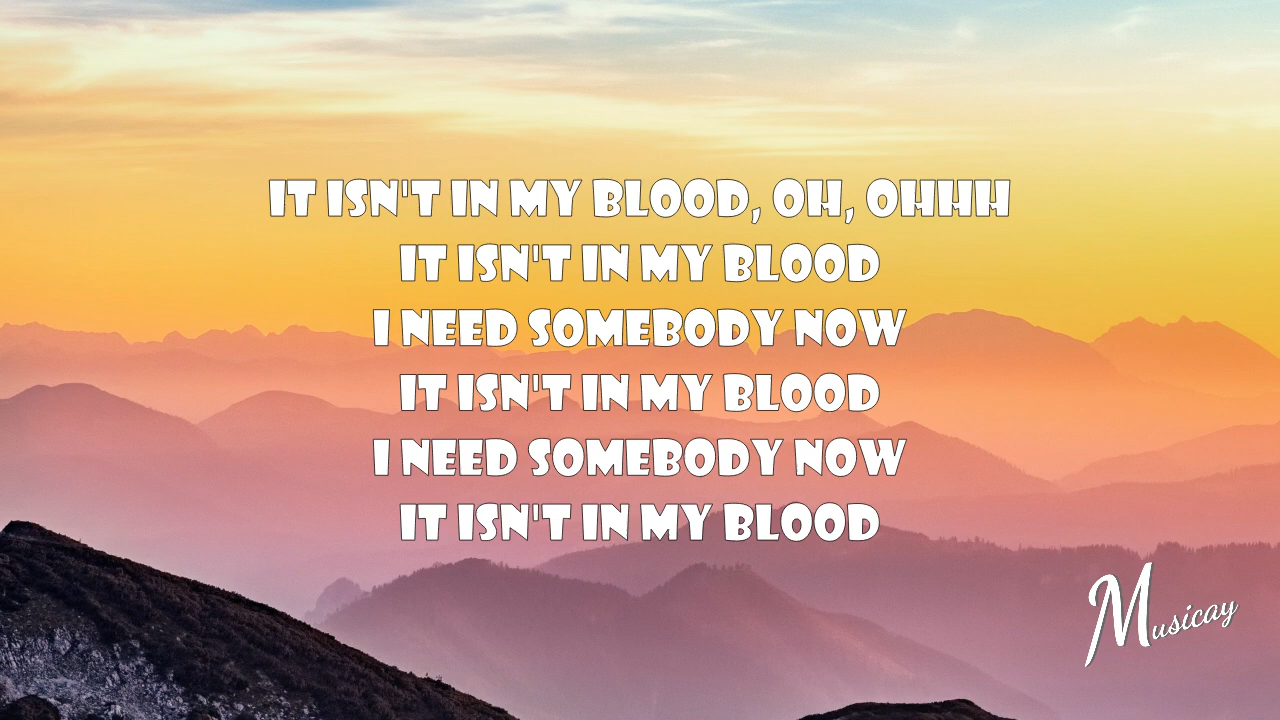 IT ISN'T IN MY BLOOD, OH, OHHH
IT ISN'T IN MY BLOOD
I NEED SOMEBODY NOW
IT ISN'T IN MY BLOOD
I NEED SOMEBODY NOW
IT ISN'T IN MY BLOOD
Musicay